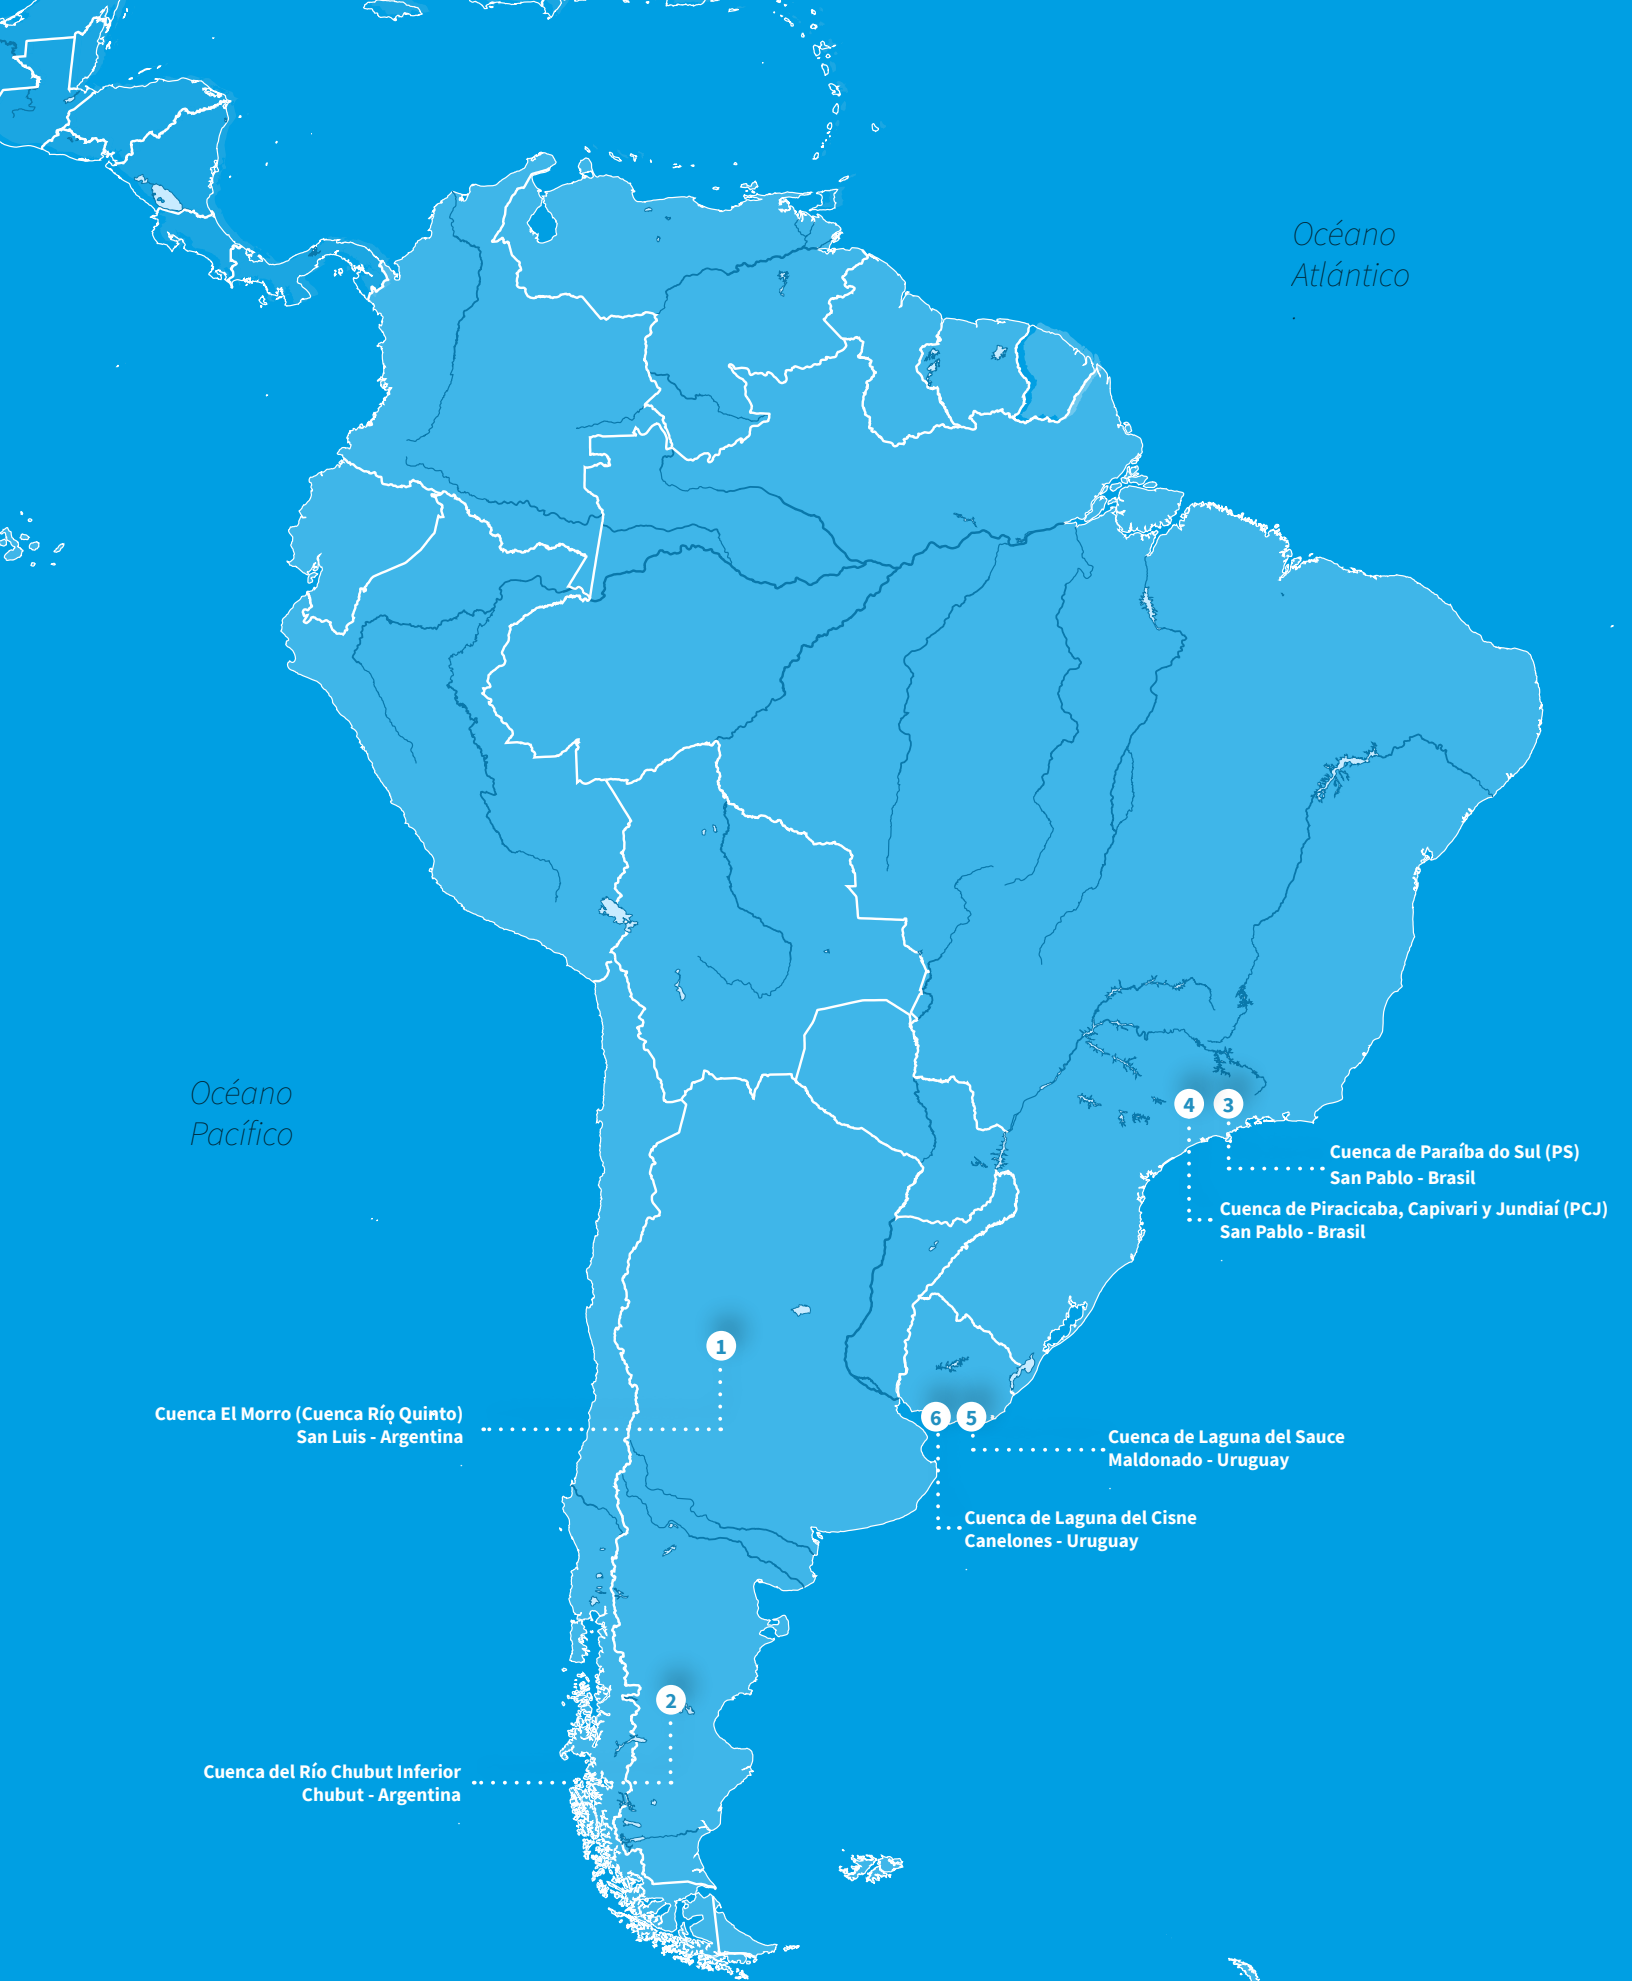 Océano
Atlántico
.
Océano
Pacífico
4
3
Cuenca de Paraíba do Sul (PS)
San Pablo - Brasil
Cuenca de Piracicaba, Capivari y Jundiaí (PCJ)
San Pablo - Brasil
1
Cuenca El Morro (Cuenca Río Quinto)
San Luis - Argentina
6
5
Cuenca de Laguna del Sauce
Maldonado - Uruguay
Cuenca de Laguna del Cisne
Canelones - Uruguay
2
Cuenca del Río Chubut Inferior
Chubut - Argentina